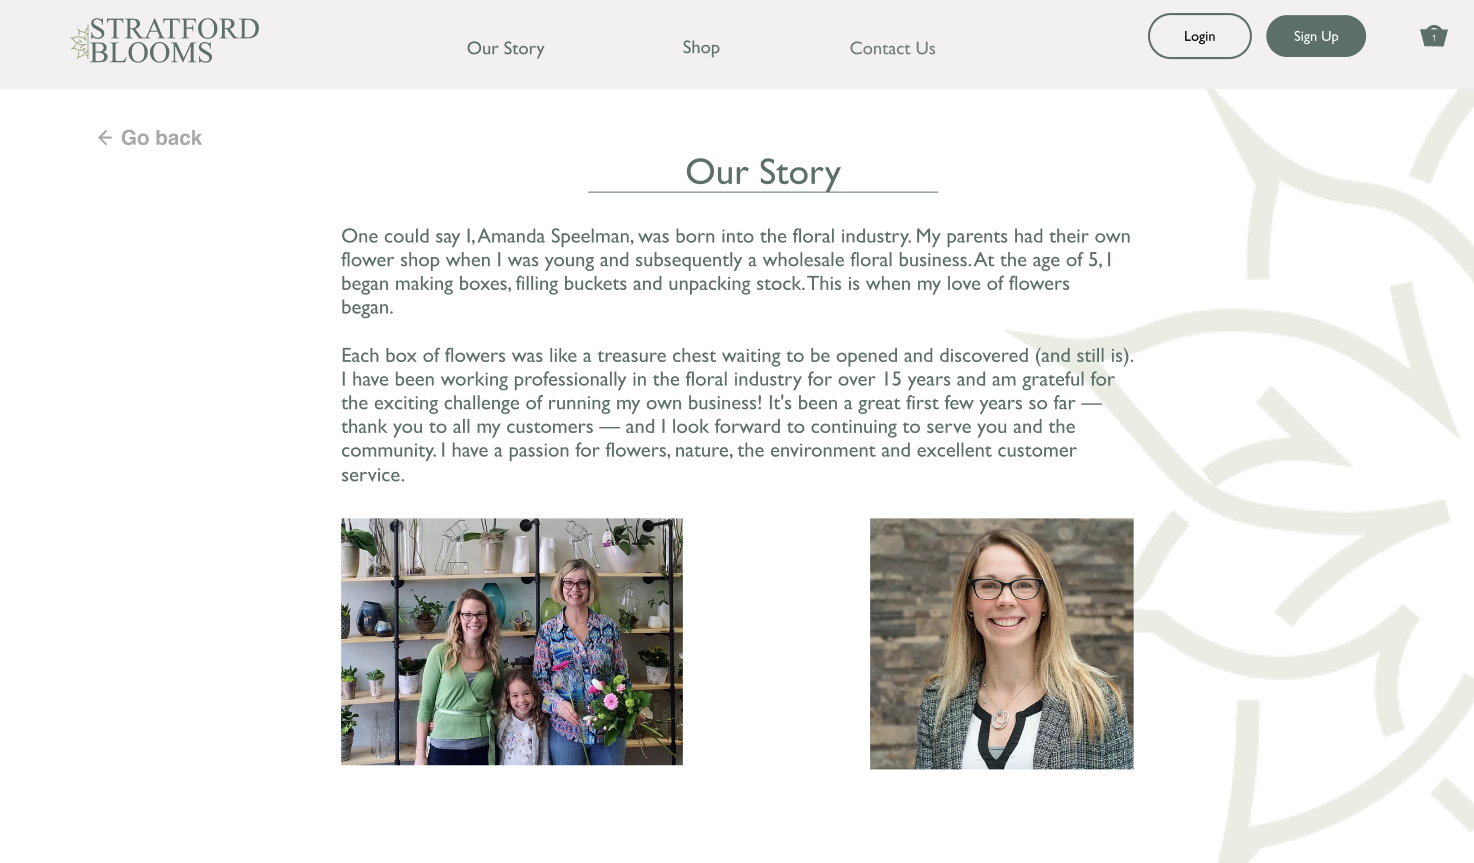 STRATFORD
BLOOMS
Our Story
Shop
Contact Us
Login
Sign Up
1
← Go back
Our Story
One could say I, Amanda Speelman, was born into the floral industry. My parents had their own
flower shop when I was young and subsequently a wholesale floral business. At the age of 5, I
began making boxes, filling buckets and unpacking stock. This is when my love of flowers
began.
Each box of flowers was like a treasure chest waiting to be opened and discovered (and still is).
I have been working professionally in the floral industry for over 15 years and am grateful for
the exciting challenge of running my own business! It's been a great first few years so far —
thank you to all my customers — and I look forward to continuing to serve you and the
community. I have a passion for flowers, nature, the environment and excellent customer
service.